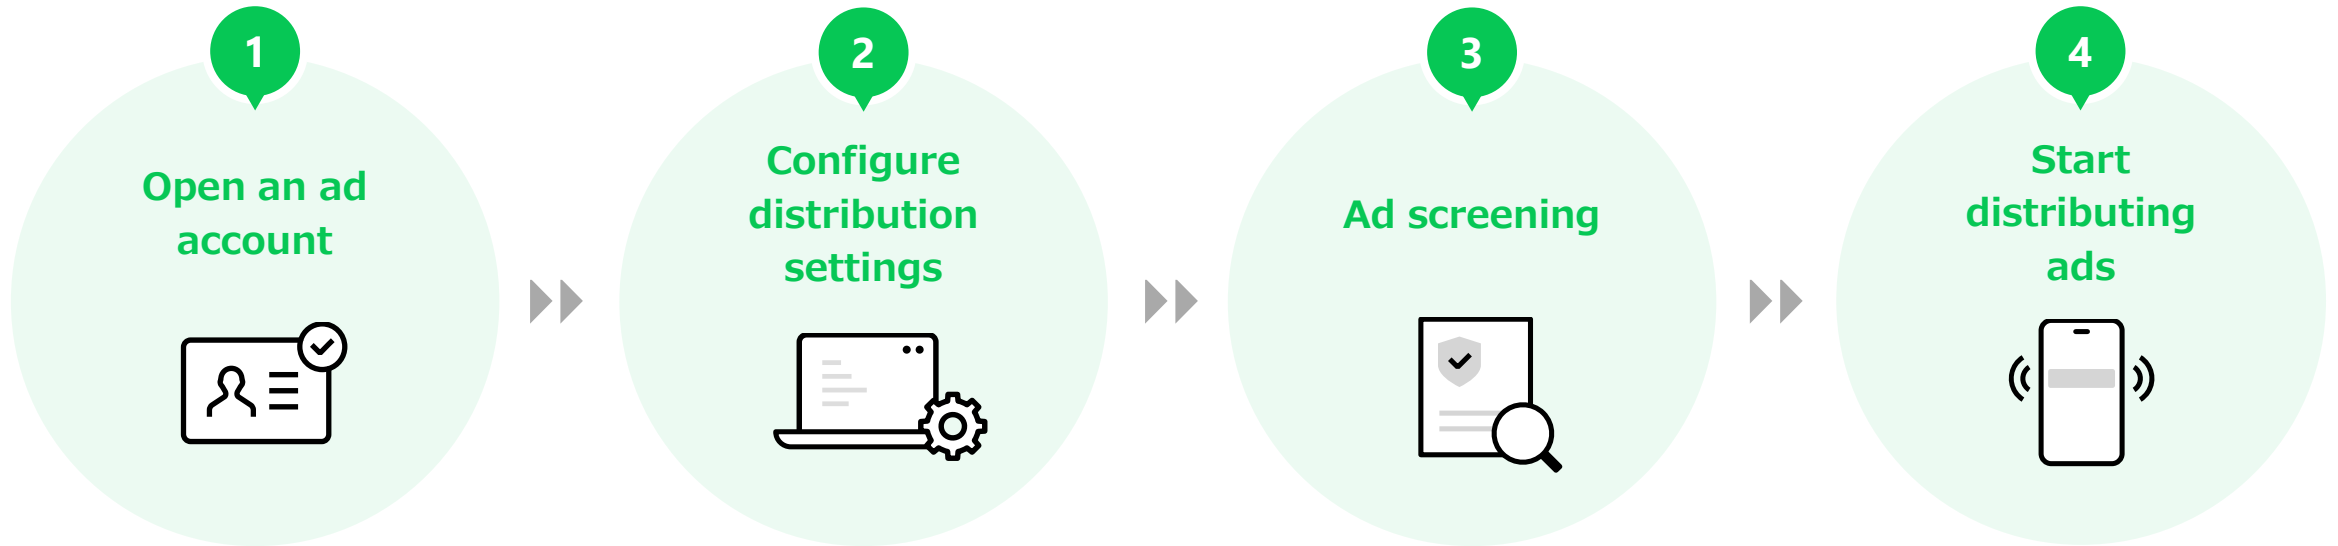 1
Open an ad
account
2
Configure
distribution
settings
3
Ad screening
4
Start
distributing
ads